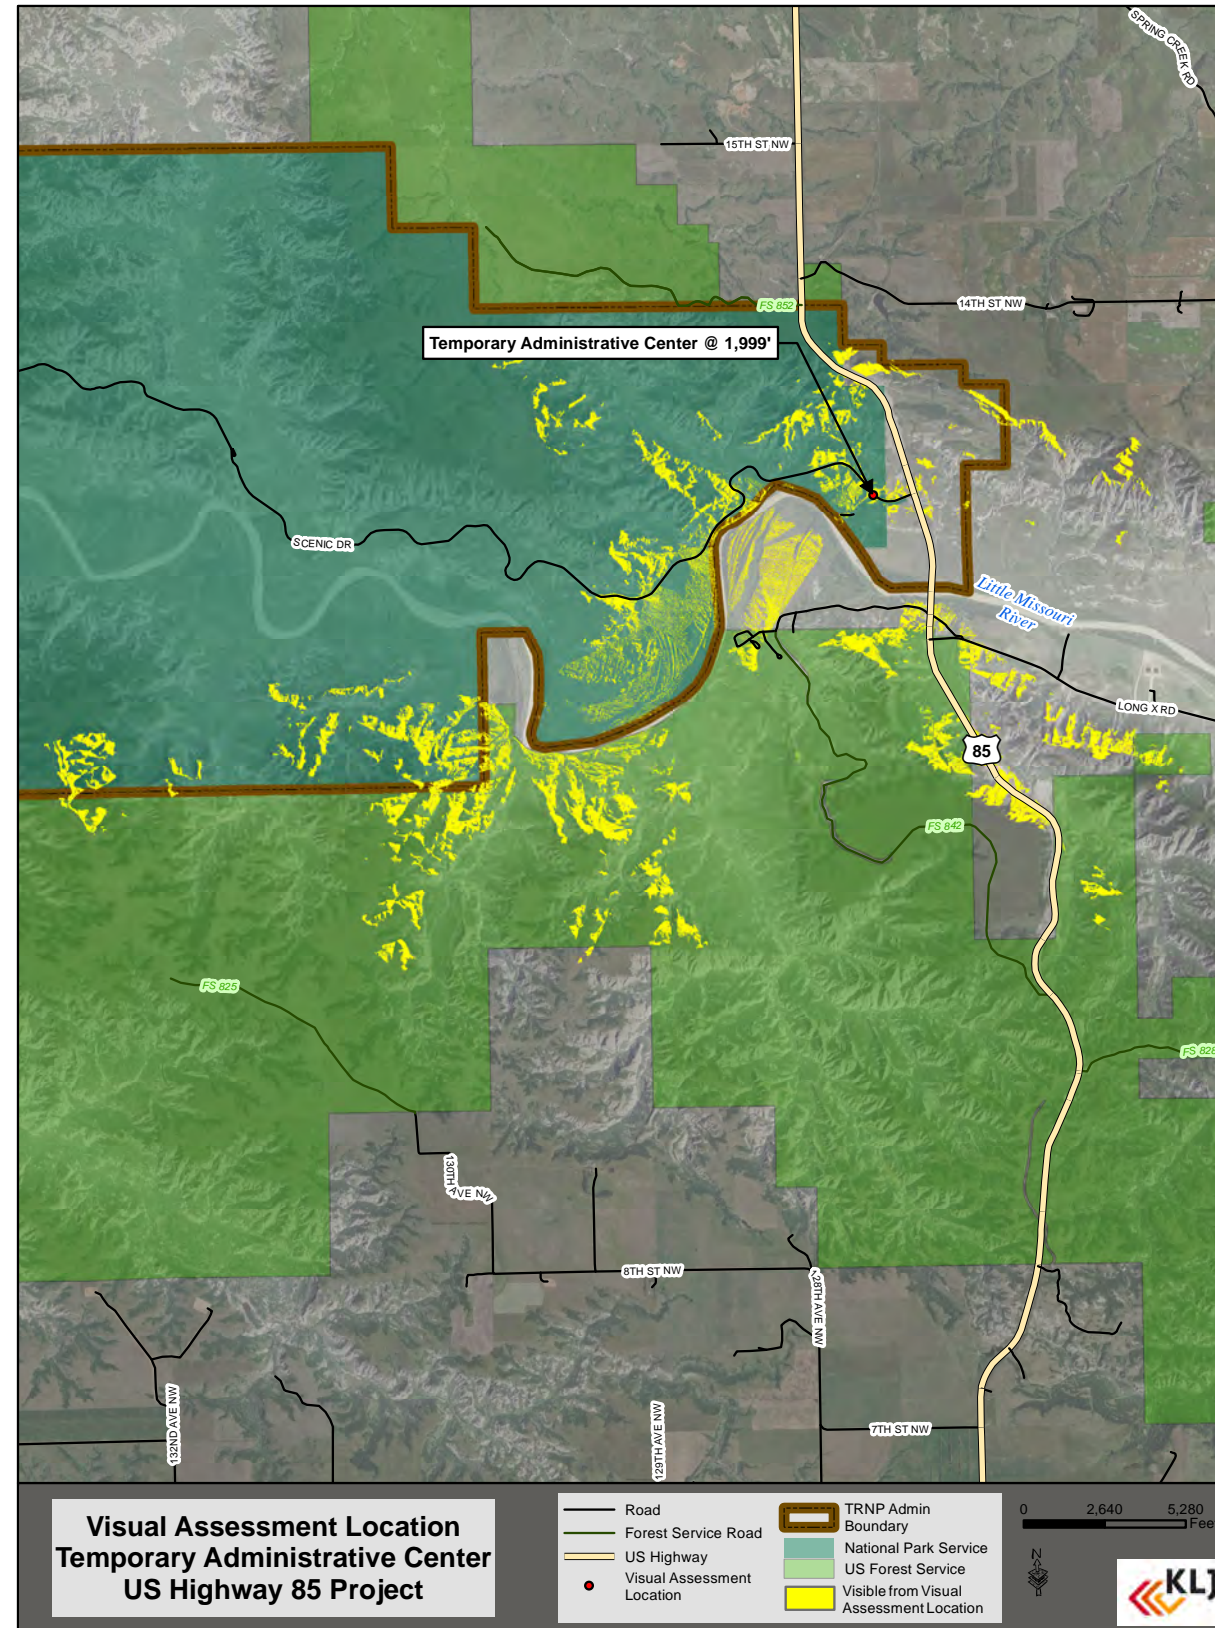 SPRING CREEK RD
15TH ST NW
14TH ST NW
FS 852
Temporary Administrative Center @ 1,999'
SCENIC DR
Little Missouri
River
LONG X RD
85
FS 842
FS 825
FS 828
130TH
AVE NW
8TH ST NW
128TH AVE NW
132ND AVE NW
129TH AVE NW
7TH ST NW
Visual Assessment Location
Temporary Administrative Center
US Highway 85 Project
Road
Forest Service Road
US Highway
Visual Assessment
Location
TRNP Admin
Boundary
National Park Service
US Forest Service
Visible from Visual
Assessment Location
0 2,640 5,280
Feet
N
KLJ